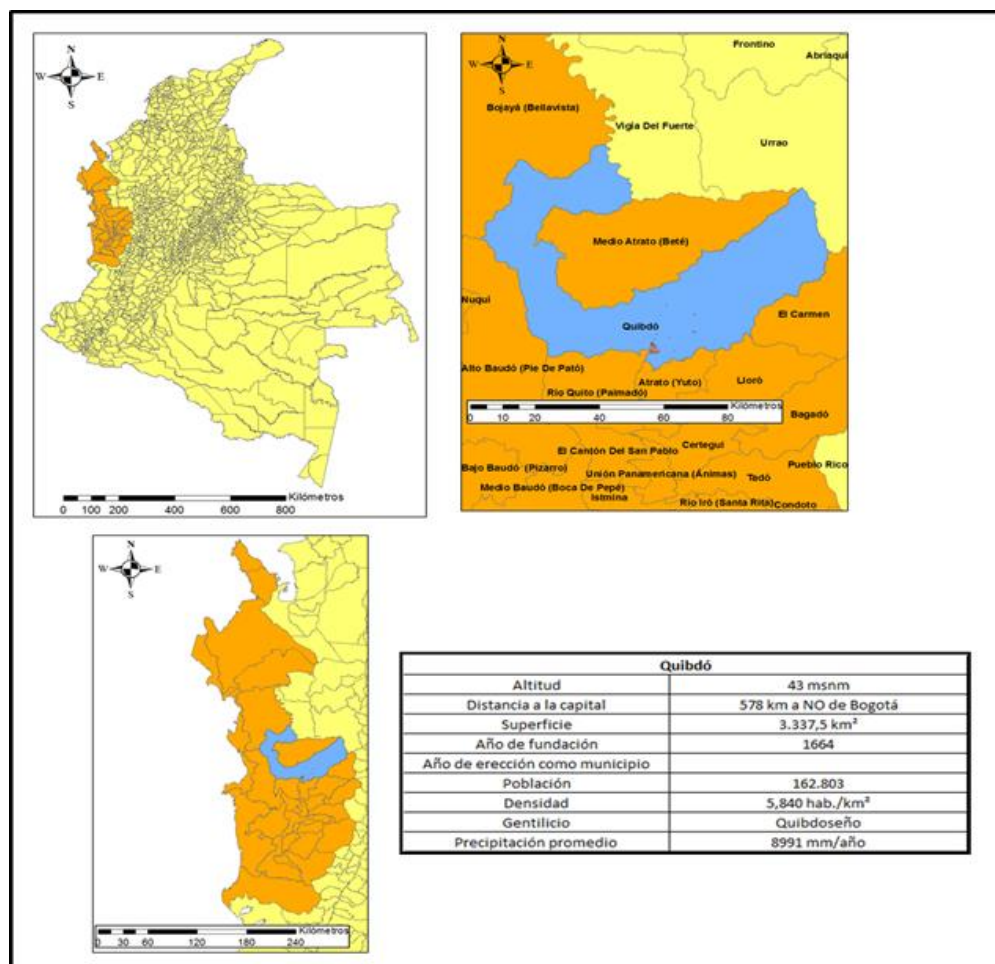 N
W E
S
Kilómetros
0 100 200 400 600 800
N
W E
S
Frontino
Abriaqui
Bojayá (Bellavista)
Vigía Del Fuerte
Urrao
Medio Atrato (Beté)
Nuquí
El Carmen
Quibdó
Alto Baudó (Pie De Pató)
Atrato (Yuto)
Lloró
Río Quito (Paimadó)
Kilómetros
0 10 20 40 60 80
Bagadó
Certegui
El Cantón Del San Pablo
Bajo Baudó (Pizarro)
Unión Panamericana (Ánimas)
Pueblo Rico
Tadó
Medio Baudó (Boca De Pepé)
Istmina
Río Iró (Santa Rita)
Condoto
N
W E
S
Kilómetros
0 30 60 120 180 240
Quibdó
Altitud 43 msnm
Distancia a la capital 578 km a NO de Bogotá
Superficie 3.337,5 km²
Año de fundación 1664
Año de erección como municipio
Población 162.803
Densidad 5,840 hab./km²
Gentilicio Quibdoseño
Precipitación promedio 8991 mm/año